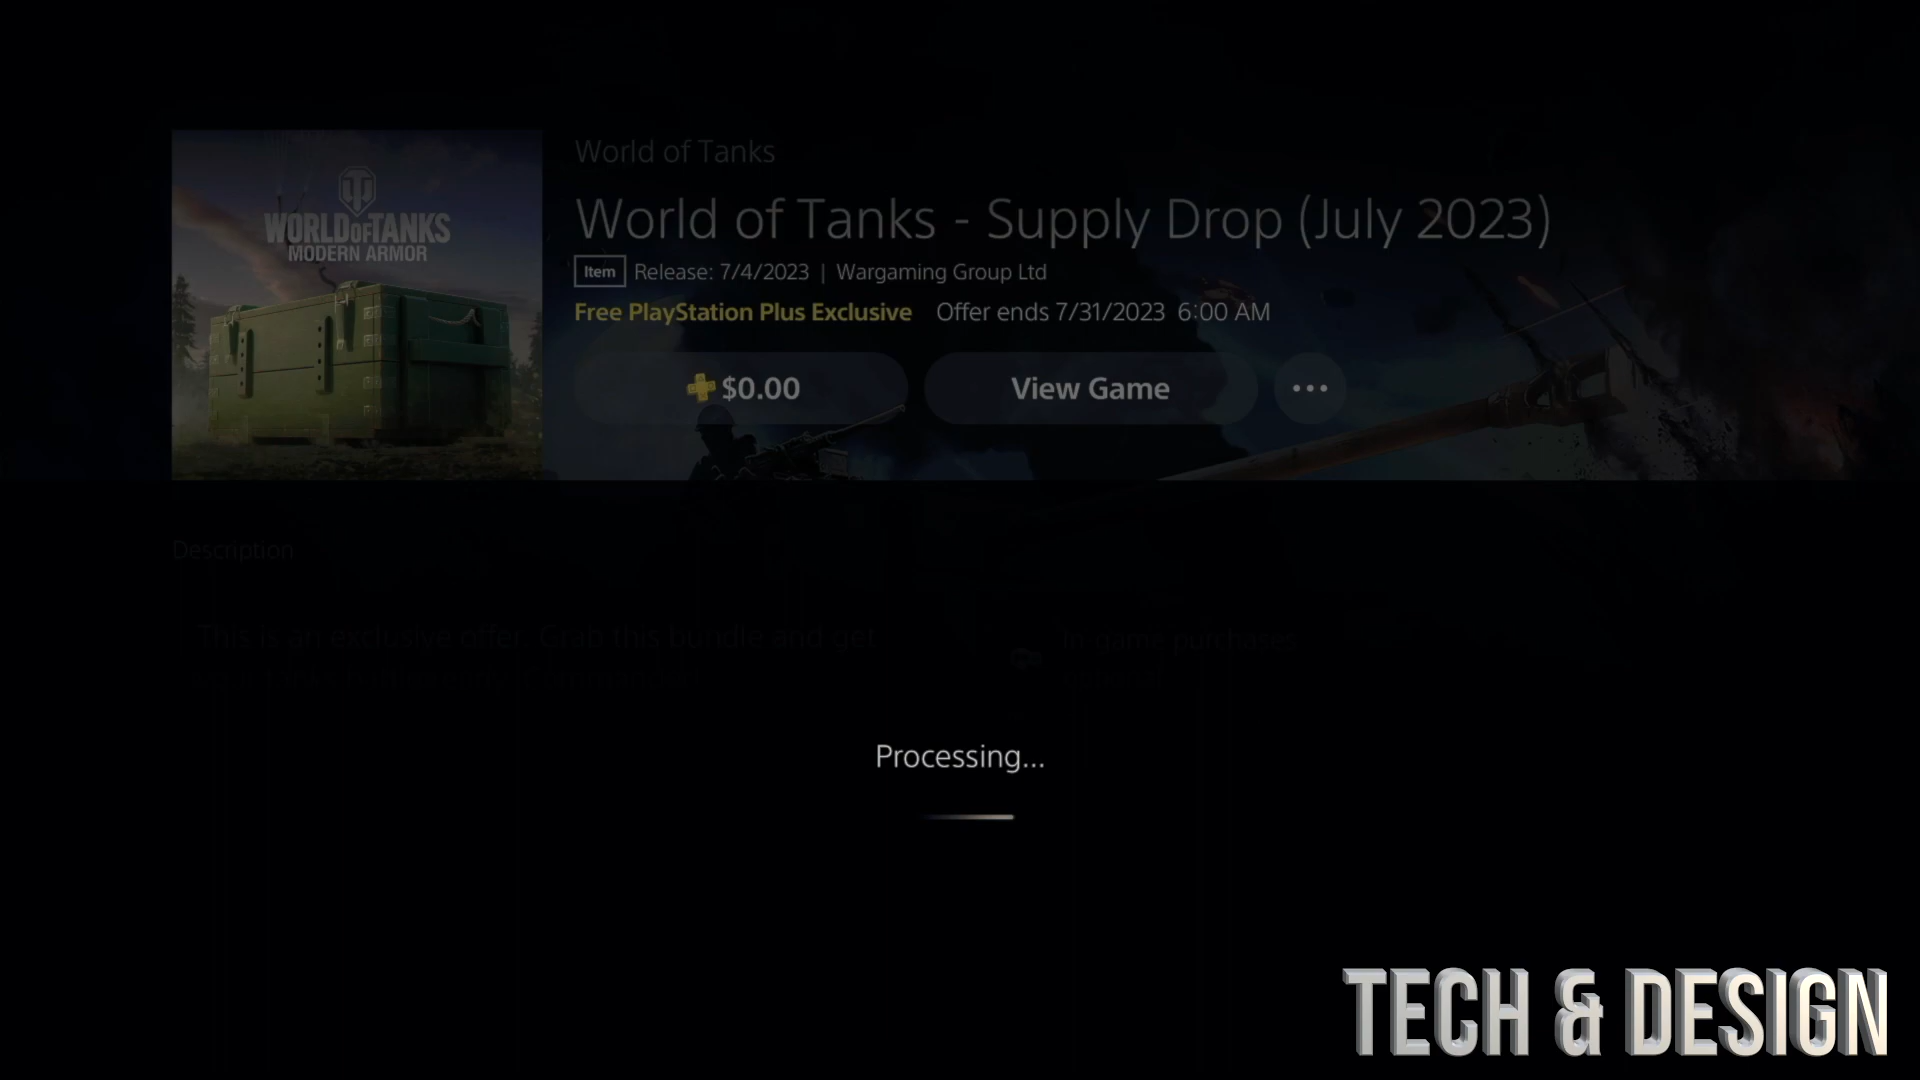 World of Tanks
World of Tanks - Supply Drop (July 2023)
Item Release: 7/4/2023 | Wargaming Group Ltd
Free PlayStation Plus Exclusive Offer ends 7/31/2023 6:00 AM
$0.00 View Game
WORLD OF TANKS
MODERN ARMOR
Description
This is an exclusive offer. Grab this bundle and get
In-game purchases
Processing...
TECH & DESIGN